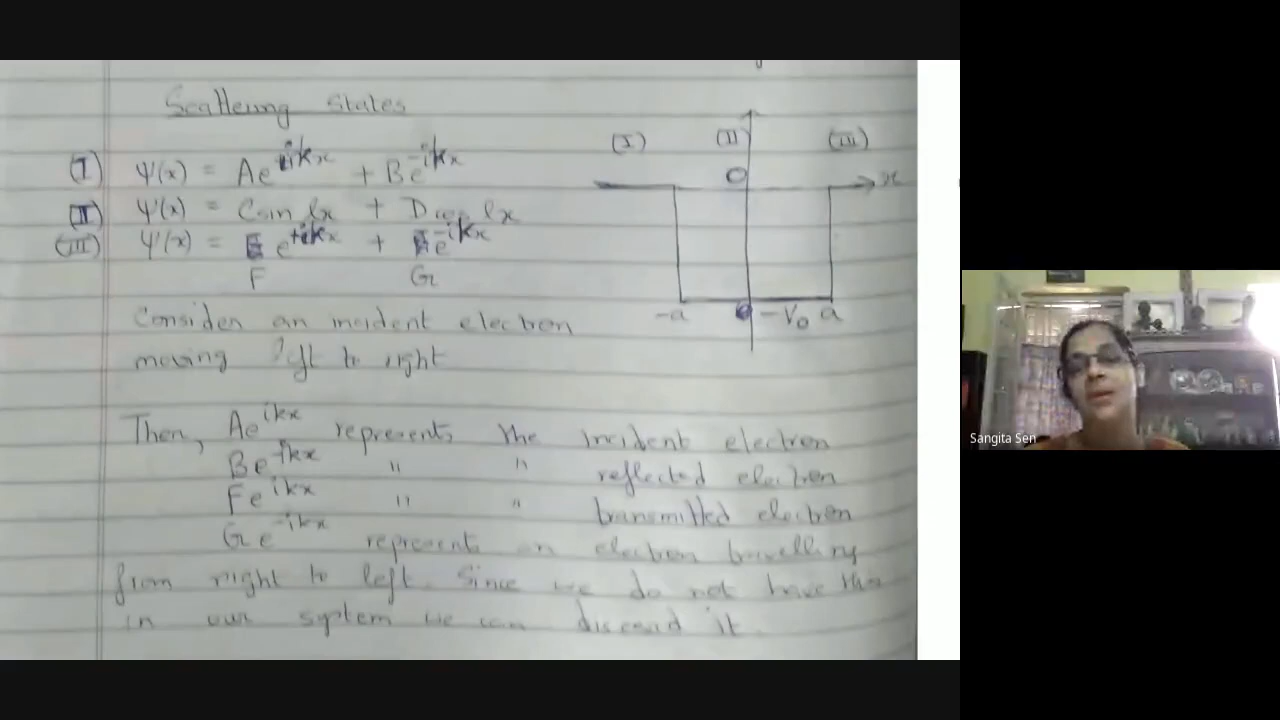 Scattering States
(I) ψ(x) = Ae^{ikx} + Be^{-ikx}
(II) ψ(x) = C sin lx + D cos lx
(III) ψ(x) = e^{+ikx} + e^{-ikx}
F G
Consider an incident electron
moving left to right
(I) (II) (III)
O
x
-a -V₀ a
Then, Ae^{ikx} represents the incident electron
Be^{-ikx} " " reflected electron
Fe^{ikx} " " transmitted electron
Ge^{-ikx} represents an electron travelling
from right to left. Since we do not have this
in our system we can discard it.
Sangita Sen